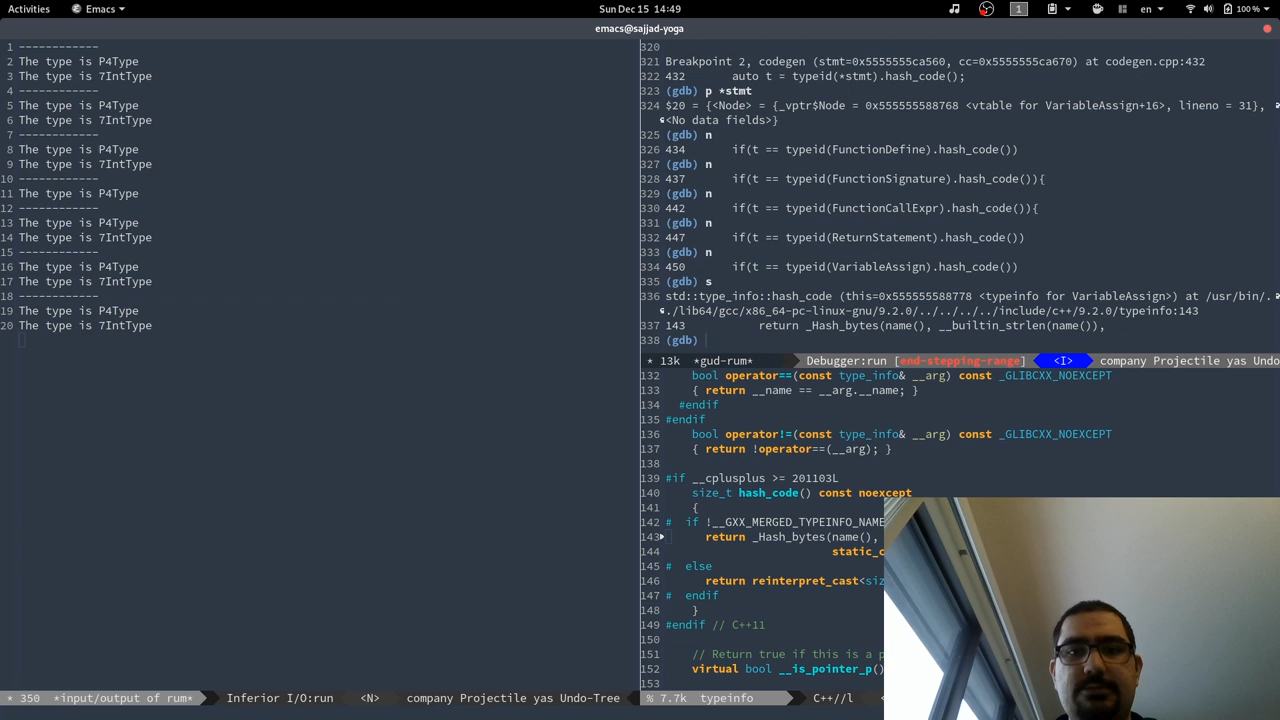 Activities Emacs Sun Dec 15 14:49 1 en 100 %
emacs@sajjad-yoga
1 ------------
2 The type is P4Type
3 The type is 7IntType
4 ------------
5 The type is P4Type
6 The type is 7IntType
7 ------------
8 The type is P4Type
9 The type is 7IntType
10 ------------
11 The type is P4Type
12 ------------
13 The type is P4Type
14 The type is 7IntType
15 ------------
16 The type is P4Type
17 The type is 7IntType
18 ------------
19 The type is P4Type
20 The type is 7IntType
* 350 *input/output of rum* Inferior I/O:run <N> company Projectile yas Undo-Tree
320
321 Breakpoint 2, codegen (stmt=0x5555555ca560, cc=0x5555555ca670) at codegen.cpp:432
322 432 auto t = typeid(*stmt).hash_code();
323 (gdb) p *stmt
324 $20 = {<Node> = {_vptr$Node = 0x555555588768 <vtable for VariableAssign+16>, lineno = 31},
<No data fields>}
325 (gdb) n
326 434 if(t == typeid(FunctionDefine).hash_code())
327 (gdb) n
328 437 if(t == typeid(FunctionSignature).hash_code()){
329 (gdb) n
330 442 if(t == typeid(FunctionCallExpr).hash_code()){
331 (gdb) n
332 447 if(t == typeid(ReturnStatement).hash_code())
333 (gdb) n
334 450 if(t == typeid(VariableAssign).hash_code())
335 (gdb) s
336 std::type_info::hash_code (this=0x555555588778 <typeinfo for VariableAssign>) at /usr/bin/.
./lib64/gcc/x86_64-pc-linux-gnu/9.2.0/../../../../include/c++/9.2.0/typeinfo:143
337 143 return _Hash_bytes(name(), __builtin_strlen(name()),
338 (gdb)
* 13k *gud-rum* Debugger:run [end-stepping-range] <I> company Projectile yas Undo
132 bool operator==(const type_info& __arg) const _GLIBCXX_NOEXCEPT
133 { return __name == __arg.__name; }
134 #endif
135 #endif
136 bool operator!=(const type_info& __arg) const _GLIBCXX_NOEXCEPT
137 { return !operator==(__arg); }
138
139 #if __cplusplus >= 201103L
140 size_t hash_code() const noexcept
141 {
142 # if !__GXX_MERGED_TYPEINFO_NAME
143 return _Hash_bytes(name(),
144 static_c
145 # else
146 return reinterpret_cast<siz
147 # endif
148 }
149 #endif // C++11
150
151 // Return true if this is a p
152 virtual bool __is_pointer_p()
153
% 7.7k typeinfo C++//l